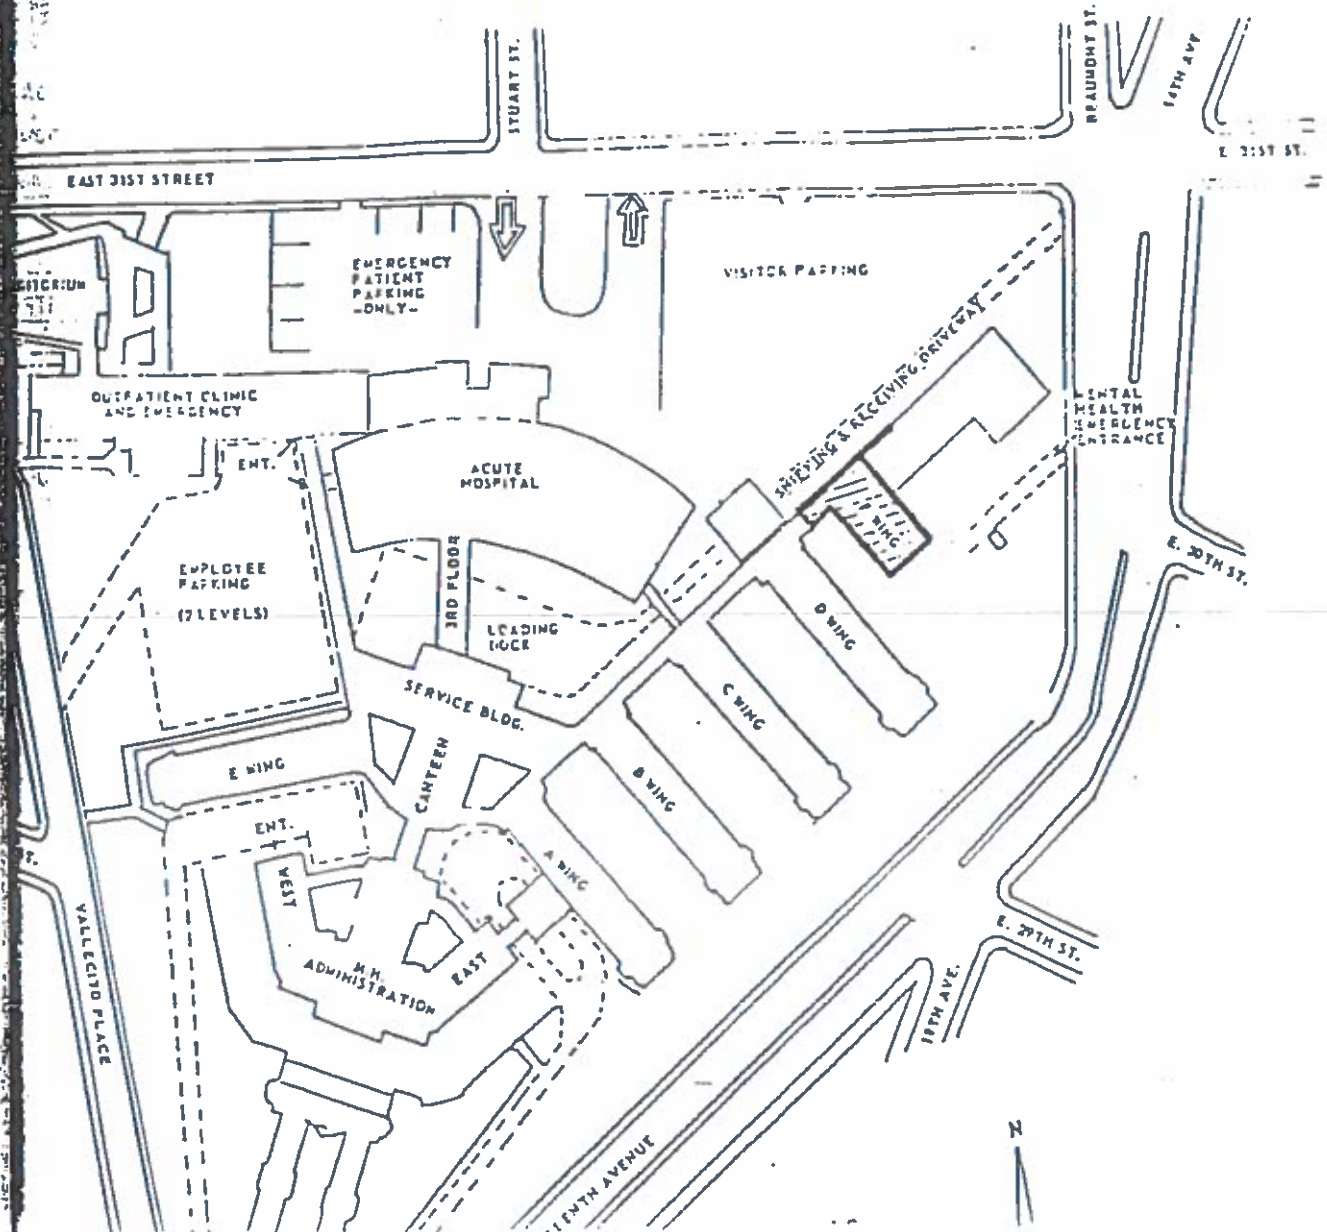 STUART ST.
BEAUMONT ST.
14TH AVE.
E. 31ST ST.
EAST 31ST STREET
EMERGENCY
PATIENT
PARKING
-ONLY-
VISITOR PARKING
SHIPPING & RECEIVING DRIVEWAY
OUTPATIENT CLINIC
AND EMERGENCY
MENTAL
HEALTH
EMERGENCY
ENTRANCE
ENT.
ACUTE
HOSPITAL
WING
E. 30TH ST.
EMPLOYEE
PARKING
(2 LEVELS)
3RD FLOOR
LOADING
DOCK
D WING
SERVICE BLDG.
C WING
CANTEEN
E WING
B WING
ENT.
A WING
WEST
EAST
M.H.
ADMINISTRATION
VALLECITO PLACE
E. 29TH ST.
19TH AVE.
AVENUE
N